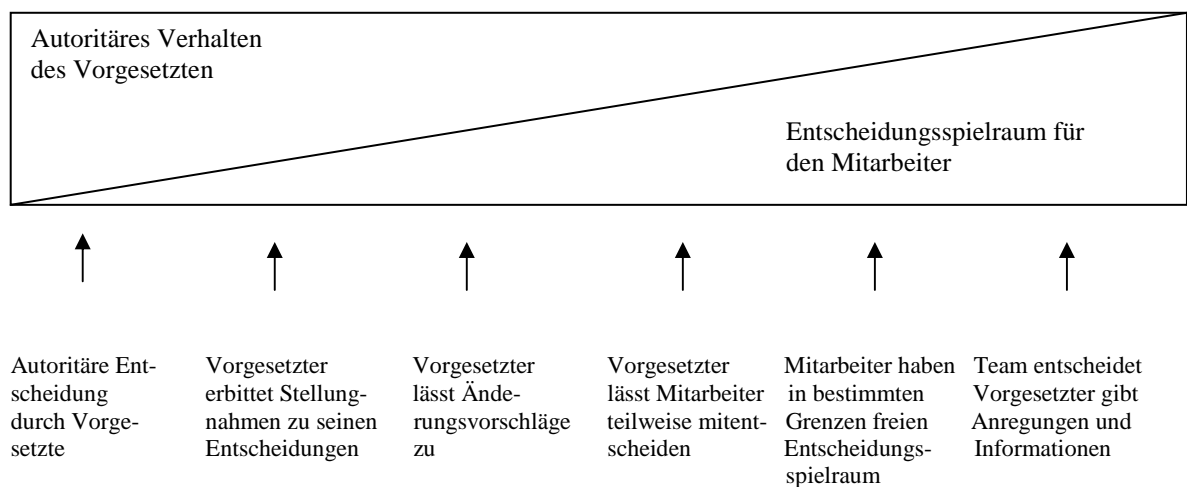 Autoritäres Verhalten
des Vorgesetzten
Entscheidungsspielraum für
den Mitarbeiter
Autoritäre Ent-
scheidung
durch Vorge-
setzte
Vorgesetzter
erbittet Stellung-
nahmen zu seinen
Entscheidungen
Vorgesetzter
lässt Ände-
rungsvorschläge
zu
Vorgesetzter
lässt Mitarbeiter
teilweise mitent-
scheiden
Mitarbeiter haben
in bestimmten
Grenzen freien
Entscheidungs-
spielraum
Team entscheidet
Vorgesetzter gibt
Anregungen und
Informationen